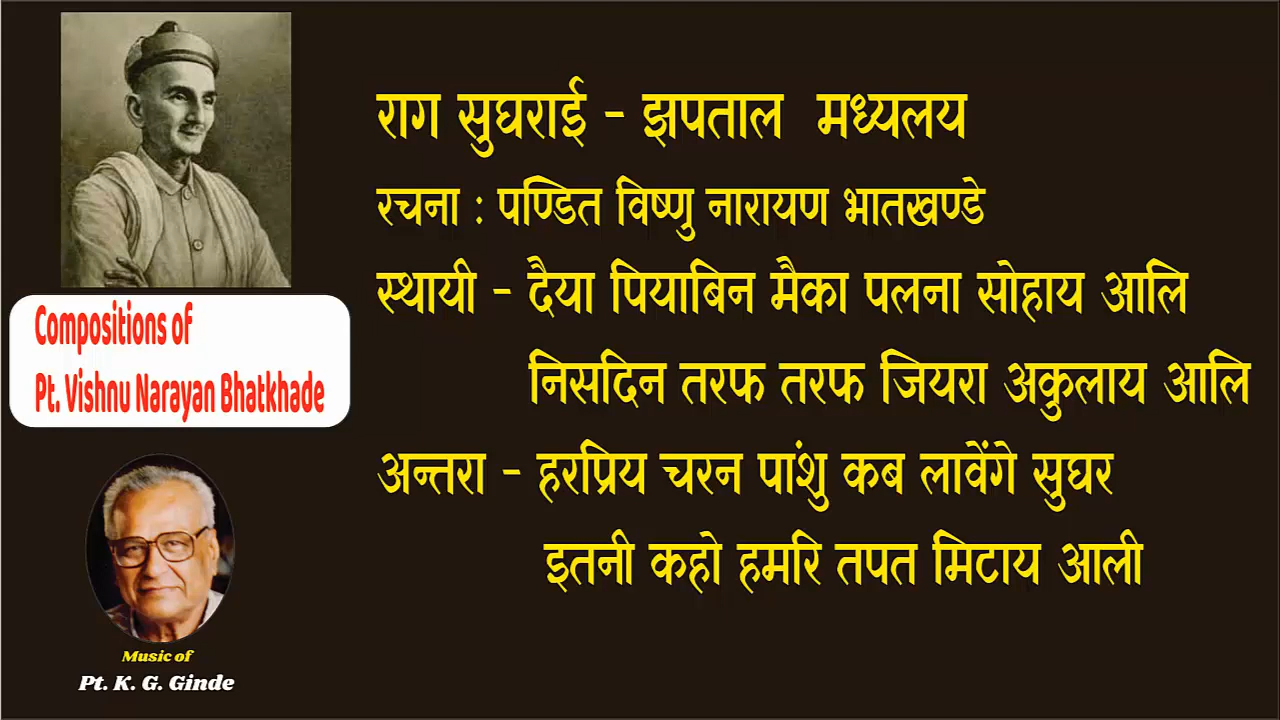 राग सुघराई - झपताल मध्यलय
रचना : पण्डित विष्णु नारायण भातखण्डे
स्थायी - दैया पियाबिन मैका पलना सोहाय आलि
निसदिन तरफ तरफ जियरा अकुलाय आलि
अन्तरा - हरप्रिय चरन पांशु कब लावेंगे सुघर
इतनी कहो हमरि तपत मिटाय आली
Compositions of
Pt. Vishnu Narayan Bhatkhade
Music of
Pt. K. G. Ginde